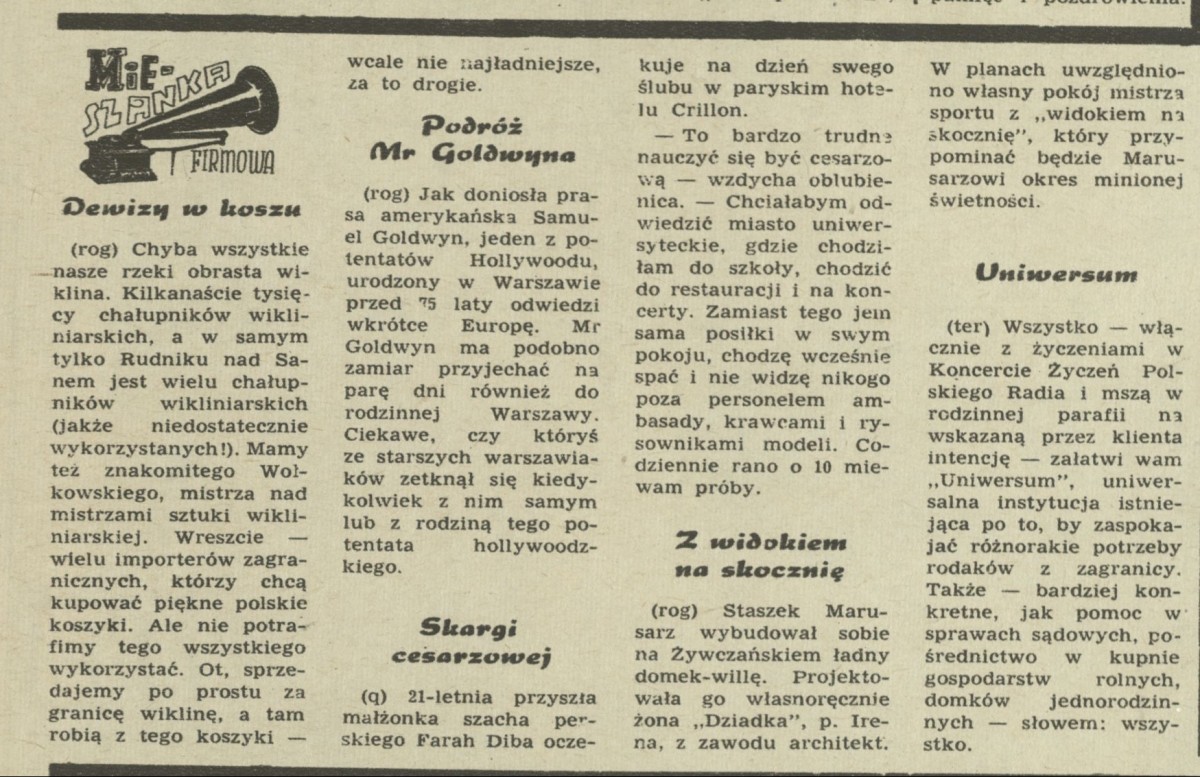 pozdrowienia.
MIE-
SZANKA
FIRMOWA
Dewizy w koszu
(rog) Chyba wszystkie
nasze rzeki obrasta wi-
klina. Kilkanaście tysię-
cy chałupników wikli-
niarskich, a w samym
tylko Rudniku nad Sa-
nem jest wielu chałup-
ników wikliniarskich
(jakże niedostatecznie
wykorzystanych!). Mamy
też znakomitego Woł-
kowskiego, mistrza nad
mistrzami sztuki wikli-
niarskiej. Wreszcie —
wielu importerów zagra-
nicznych, którzy chcą
kupować piękne polskie
koszyki. Ale nie potra-
fimy tego wszystkiego
wykorzystać. Ot, sprze-
dajemy po prostu za
granicę wiklinę, a tam
robią z tego koszyki —
wcale nie najładniejsze,
za to drogie.
Podróż
Mr Goldwyna
(rog) Jak doniosła pra-
sa amerykańska Samu-
el Goldwyn, jeden z po-
tentatów Hollywoodu,
urodzony w Warszawie
przed 75 laty odwiedzi
wkrótce Europę. Mr
Goldwyn ma podobno
zamiar przyjechać na
parę dni również do
rodzinnej Warszawy.
Ciekawe, czy któryś
ze starszych warszawia-
ków zetknął się kiedy-
kolwiek z nim samym
lub z rodziną tego po-
tentata hollywoodz-
kiego.
Skargi
cesarzowej
(q) 21-letnia przyszła
małżonka szacha per-
skiego Farah Diba ocze-
kuje na dzień swego
ślubu w paryskim hote-
lu Crillon.
— To bardzo trudne
nauczyć się być cesarzo-
wą — wzdycha oblubie-
nica. — Chciałabym od-
wiedzić miasto uniwer-
syteckie, gdzie chodzi-
łam do szkoły, chodzić
do restauracji i na kon-
certy. Zamiast tego jem
sama posiłki w swym
pokoju, chodzę wcześnie
spać i nie widzę nikogo
poza personelem am-
basady, krawcami i ry-
sownikami modeli. Co-
dziennie rano o 10 mie-
wam próby.
Z widokiem
na skocznię
(rog) Staszek Maru-
sarz wybudował sobie
na Żywczańskiem ładny
domek-willę. Projekto-
wała go własnoręcznie
żona „Dziadka”, p. Ire-
na, z zawodu architekt.
W planach uwzględnio-
no własny pokój mistrza
sportu z „widokiem na
skocznię”, który przy-
pominać będzie Maru-
sarzowi okres minionej
świetności.
Uniwersum
(ter) Wszystko — włą-
cznie z życzeniami w
Koncercie Życzeń Pol-
skiego Radia i mszą w
rodzinnej parafii na
wskazaną przez klienta
intencję — załatwi wam
„Uniwersum”, uniwer-
salna instytucja istnie-
jąca po to, by zaspoka-
jać różnorakie potrzeby
rodaków z zagranicy.
Także — bardziej kon-
kretne, jak pomoc w
sprawach sądowych, po-
średnictwo w kupnie
gospodarstw rolnych,
domków jednorodzin-
nych — słowem: wszy-
stko.